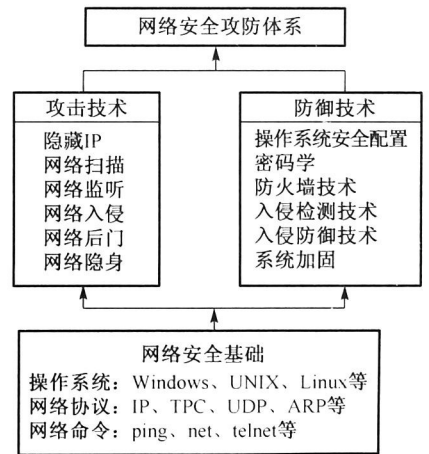 网络安全攻防体系
攻击技术
隐藏IP
网络扫描
网络监听
网络入侵
网络后门
网络隐身
防御技术
操作系统安全配置
密码学
防火墙技术
入侵检测技术
入侵防御技术
系统加固
网络安全基础
操作系统：Windows、UNIX、Linux等
网络协议：IP、TPC、UDP、ARP等
网络命令：ping、net、telnet等